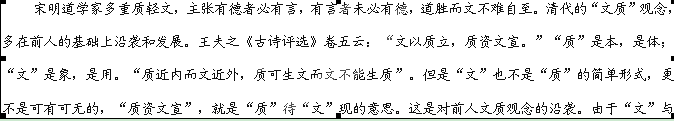 宋明道学家多重质轻文，主张有德者必有言，有言者未必有德，道胜而文不难自至。清代的“文质”观念，
多在前人的基础上沿袭和发展。王夫之《古诗评选》卷五云：“文以质立，质资文宣。”“质”是本，是体；
“文”是象，是用。“质近内而文近外，质可生文而文不能生质”。但是“文”也不是“质”的简单形式，更
不是可有可无的，“质资文宣”，就是“质”待“文”现的意思。这是对前人文质观念的沿袭。由于“文”与